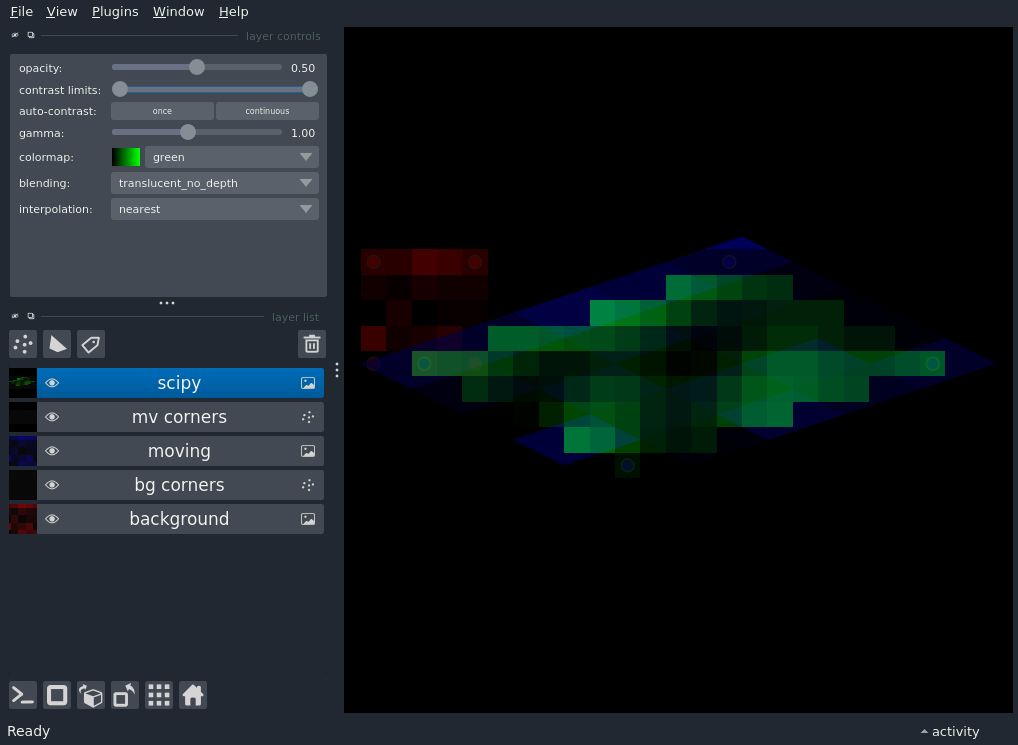 File View Plugins Window Help
layer controls
opacity: 0.50
contrast limits:
auto-contrast: once continuous
gamma: 1.00
colormap: green
blending: translucent_no_depth
interpolation: nearest
layer list
scipy
mv corners
moving
bg corners
background
Ready activity